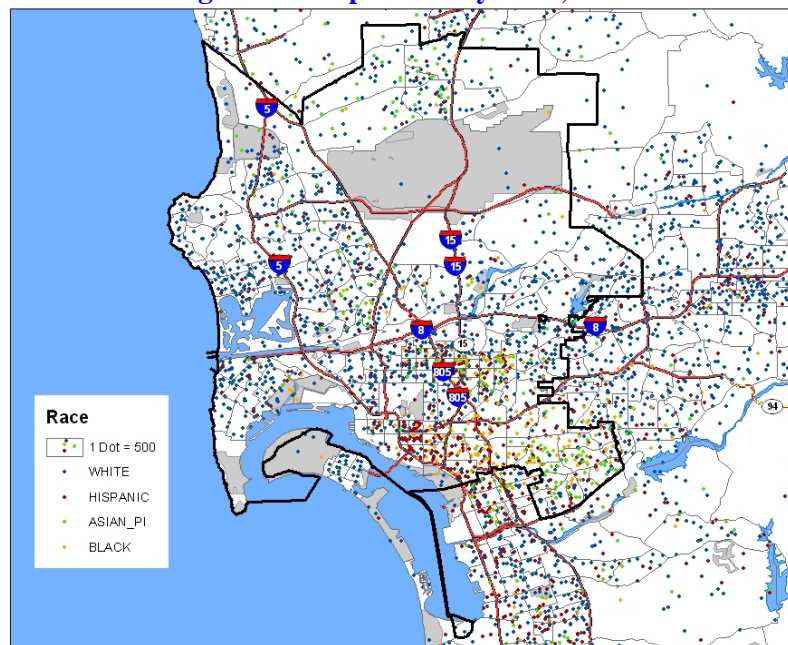 5
15
5
15
8
8
15
805
805
94
Race
1 Dot = 500
WHITE
HISPANIC
ASIAN_PI
BLACK